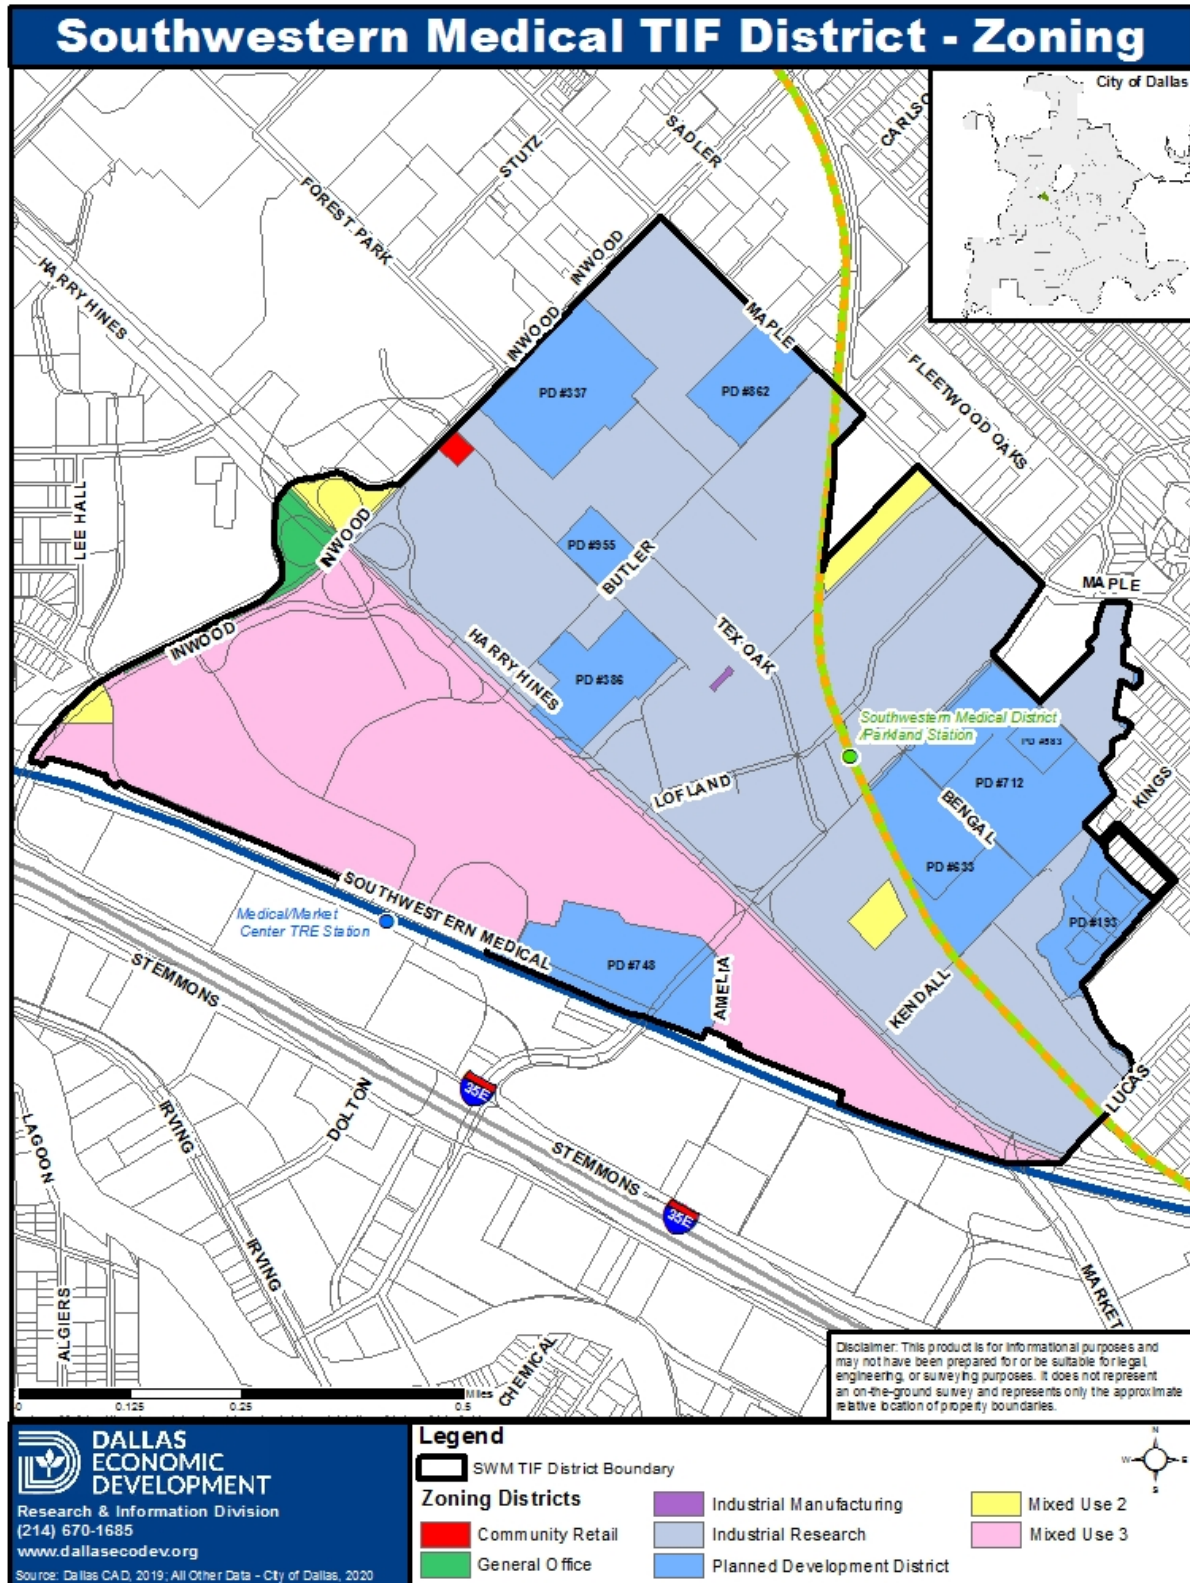 Southwestern Medical TIF District - Zoning
City of Dallas
CARLSO
SADLER
STUTZ
FOREST PARK
HARRY HINES
INWOOD
INWOOD
MAPLE
FLEETWOOD OAKS
PD #337
PD #862
LEE HALL
INWOOD
PD #955
BUTLER
MAPLE
INWOOD
HARRY HINES
TEX OAK
PD #386
Southwestern Medical District
/Parkland Station
PD #712
KINGS
LOFLAND
BENGAL
PD #633
SOUTHWESTERN MEDICAL
Medical/Market
Center TRE Station
PD #193
STEMMONS
PD #748
AMELIA
KENDALL
LUCAS
35E
DOLTON
IRVING
LAGOON
STEMMONS
35E
IRVING
ALGIERS
MARKET
CHEMICAL
Disclaimer: This product is for informational purposes and
may not have been prepared for or be suitable for legal,
engineering, or surveying purposes. It does not represent
an on-the-ground survey and represents only the approximate
relative location of property boundaries.
Miles
0 0.125 0.25 0.5
DALLAS
ECONOMIC
DEVELOPMENT
Research & Information Division
(214) 670-1685
www.dallasecodev.org
Source: Dallas CAD, 2019; All Other Data - City of Dallas, 2020
Legend
SWM TIF District Boundary
Zoning Districts
Community Retail
General Office
Industrial Manufacturing
Industrial Research
Planned Development District
Mixed Use 2
Mixed Use 3
N
W E
S